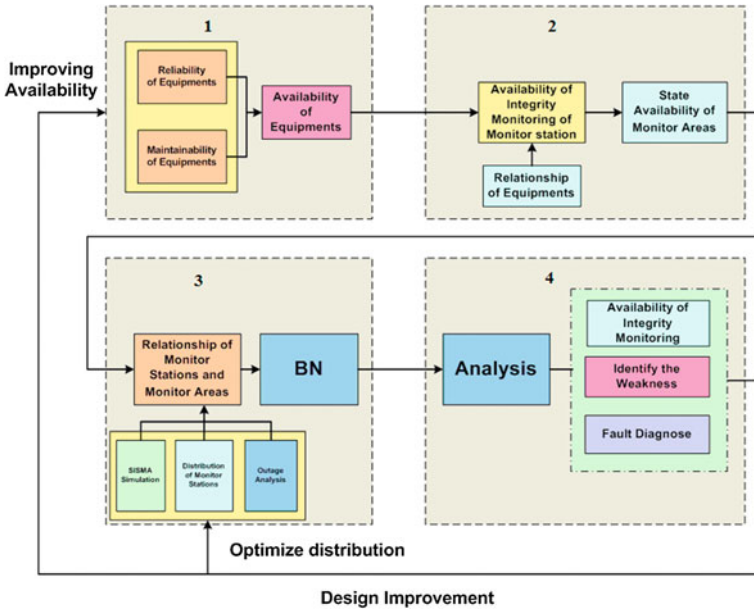 Improving
Availability
1
Reliability
of Equipments
Maintainability
of Equipments
Availability
of
Equipments
2
Availability of
Integrity
Monitoring of
Monitor station
State
Availability of
Monitor Areas
Relationship
of Equipments
3
Relationship of
Monitor
Stations and
Monitor Areas
BN
SISMA
Simulation
Distribution
of Monitor
Stations
Outage
Analysis
4
Analysis
Availability of
Integrity
Monitoring
Identify the
Weakness
Fault Diagnose
Optimize distribution
Design Improvement